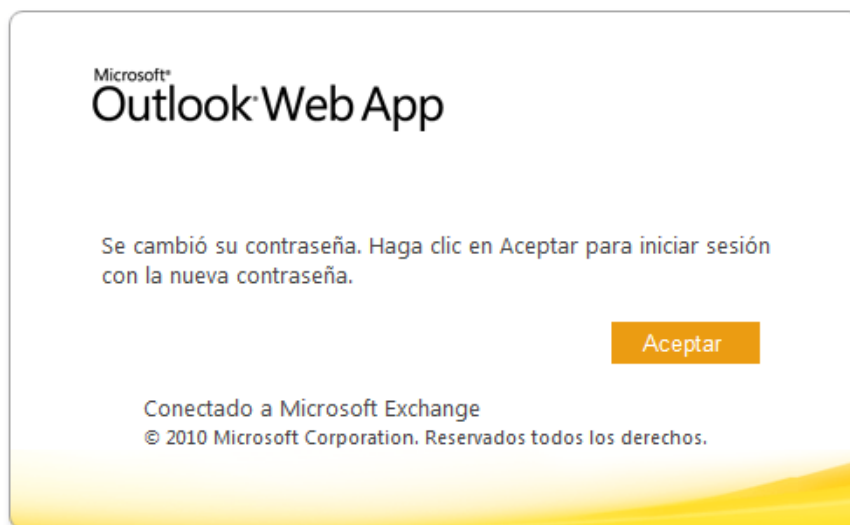 Microsoft®
Outlook® Web App
Se cambió su contraseña. Haga clic en Aceptar para iniciar sesión
con la nueva contraseña.
Aceptar
Conectado a Microsoft Exchange
© 2010 Microsoft Corporation. Reservados todos los derechos.